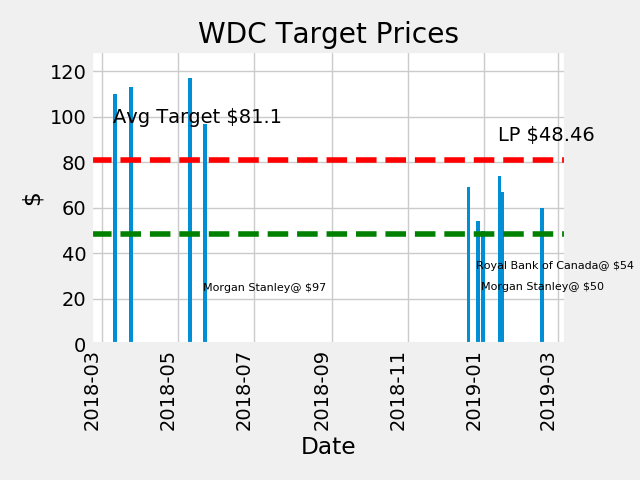 WDC Target Prices
120
100
80
60
40
20
0
$
Avg Target $81.1
LP $48.46
Royal Bank of Canada@ $54
Morgan Stanley@ $97
Morgan Stanley@ $50
2018-03
2018-05
2018-07
2018-09
2018-11
2019-01
2019-03
Date